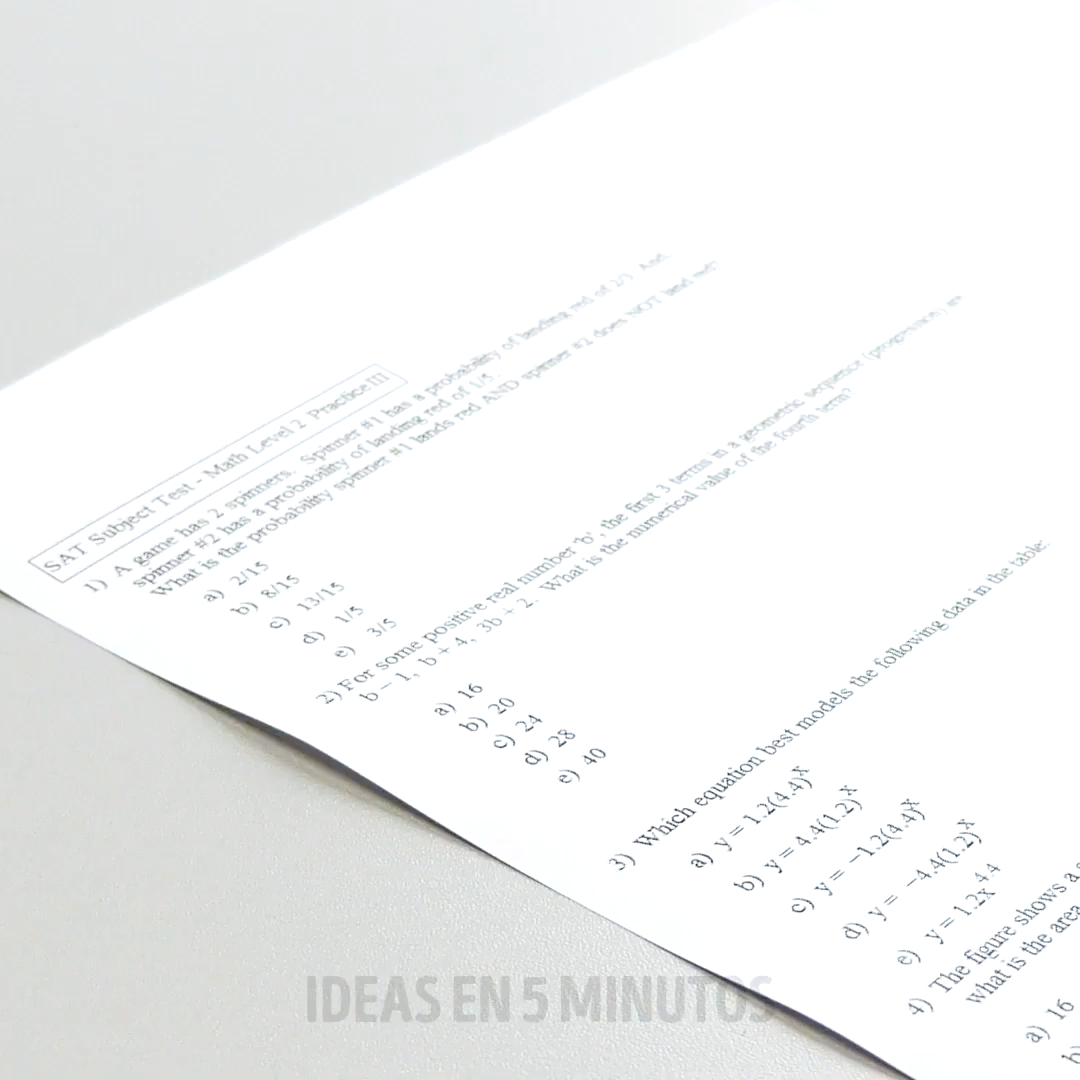 SAT Subject Test - Math Level 2 Practice III
1) A game has 2 spinners. Spinner #1 has a probability of landing red of 2/3. And
spinner #2 has a probability of landing red of 1/5.
What is the probability spinner #1 lands red AND spinner #2 does NOT land red?
a) 2/15
b) 8/15
c) 13/15
d) 1/5
e) 3/5
2) For some positive real number 'b', the first 3 terms in a geometric sequence (progression) are
b – 1, b + 4, 3b + 2. What is the numerical value of the fourth term?
a) 16
b) 20
c) 24
d) 28
e) 40
3) Which equation best models the following data in the table:
a) y = 1.2(4.4)^x
b) y = 4.4(1.2)^x
c) y = –1.2(4.4)^x
d) y = –4.4(1.2)^x
e) y = 1.2x^4.4
4) The figure shows a
what is the area
a) 16
b)
IDEAS EN 5 MINUTOS